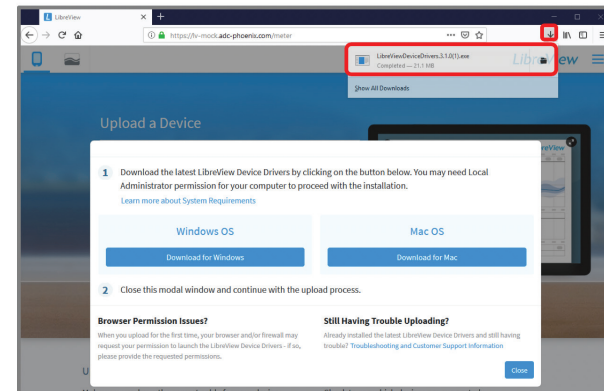 LibreView
https://lv-mock.adc-phoenix.com/meter
LibreViewDeviceDrivers.3.1.0(1).exe
Completed — 21.1 MB
Show All Downloads
Upload a Device
1 Download the latest LibreView Device Drivers by clicking on the button below. You may need Local
Administrator permission for your computer to proceed with the installation.
Learn more about System Requirements
Windows OS
Mac OS
Download for Windows
Download for Mac
2 Close this modal window and continue with the upload process.
Browser Permission Issues?
When you upload for the first time, your browser and/or firewall may
request your permission to launch the LibreView Device Drivers - if so,
please provide the requested permissions.
Still Having Trouble Uploading?
Already installed the latest LibreView Device Drivers and still having
trouble? Troubleshooting and Customer Support Information
Close